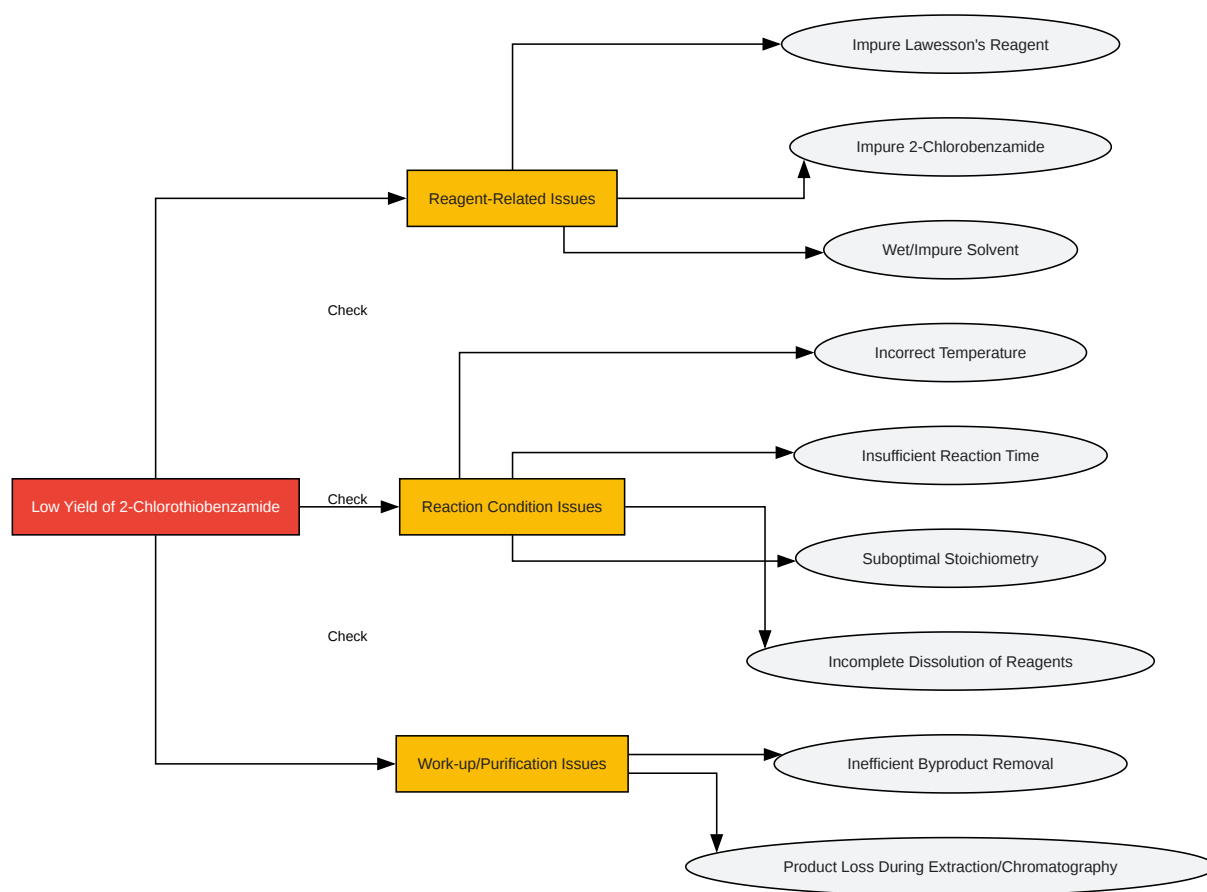 Impure Lawesson's Reagent
Impure 2-Chlorobenzamide
Reagent-Related Issues
Wet/Impure Solvent
Check
Incorrect Temperature
Insufficient Reaction Time
Low Yield of 2-Chlorothiobenzamide
Check
Reaction Condition Issues
Suboptimal Stoichiometry
Check
Incomplete Dissolution of Reagents
Work-up/Purification Issues
Inefficient Byproduct Removal
Product Loss During Extraction/Chromatography